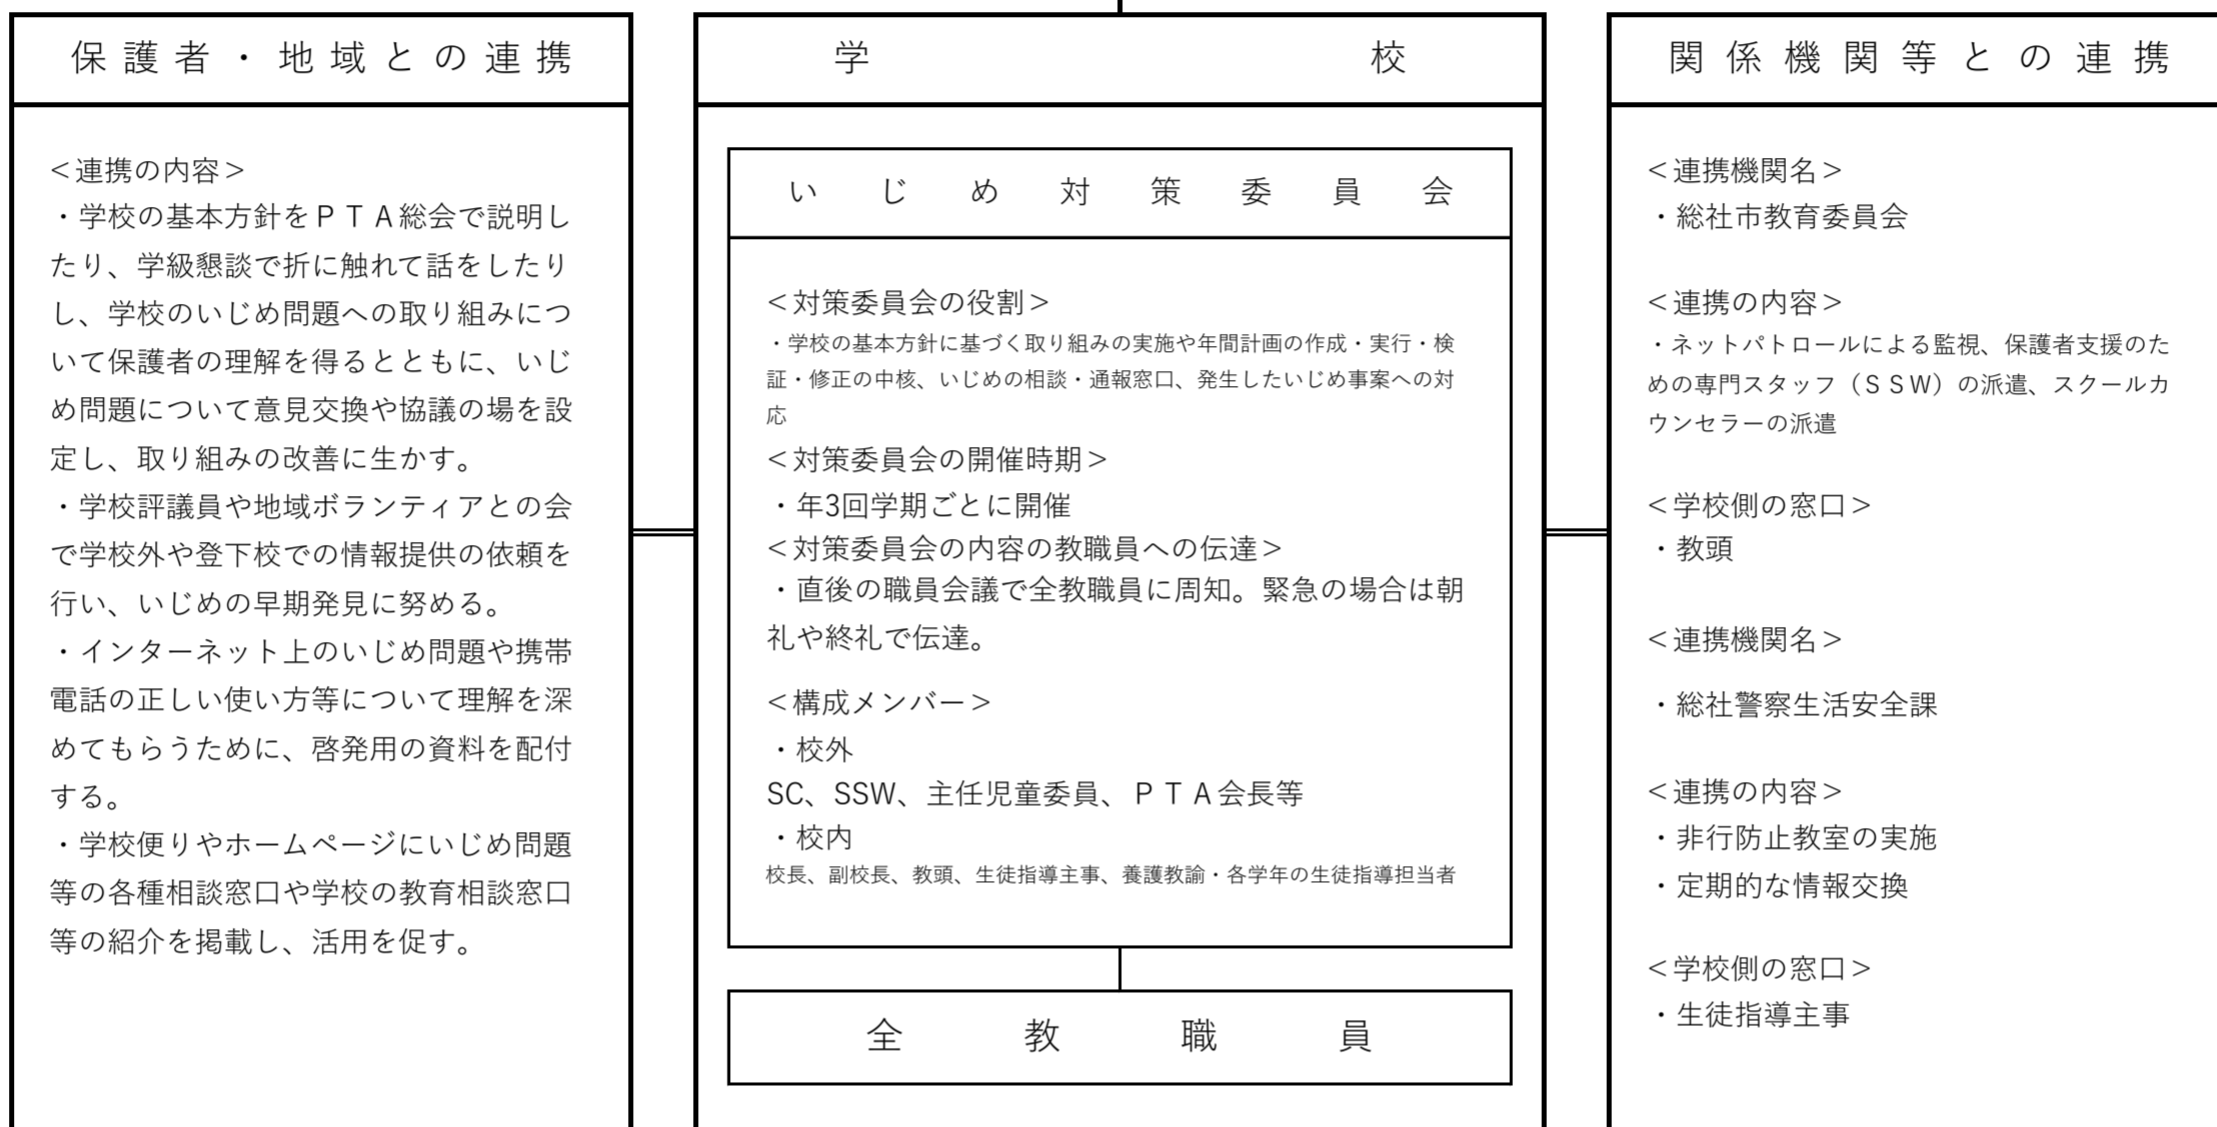 保護者・地域との連携
＜連携の内容＞
・学校の基本方針をＰＴＡ総会で説明し
たり、学級懇談で折に触れて話をしたり
し、学校のいじめ問題への取り組みにつ
いて保護者の理解を得るとともに、いじ
め問題について意見交換や協議の場を設
定し、取り組みの改善に生かす。
・学校評議員や地域ボランティアとの会
で学校外や登下校での情報提供の依頼を
行い、いじめの早期発見に努める。
・インターネット上のいじめ問題や携帯
電話の正しい使い方等について理解を深
めてもらうために、啓発用の資料を配付
する。
・学校便りやホームページにいじめ問題
等の各種相談窓口や学校の教育相談窓口
等の紹介を掲載し、活用を促す。
学校
いじめ対策委員会
＜対策委員会の役割＞
・学校の基本方針に基づく取り組みの実施や年間計画の作成・実行・検
証・修正の中核、いじめの相談・通報窓口、発生したいじめ事案への対
応
＜対策委員会の開催時期＞
・年3回学期ごとに開催
＜対策委員会の内容の教職員への伝達＞
・直後の職員会議で全教職員に周知。緊急の場合は朝
礼や終礼で伝達。
＜構成メンバー＞
・校外
SC、SSW、主任児童委員、ＰＴＡ会長等
・校内
校長、副校長、教頭、生徒指導主事、養護教諭・各学年の生徒指導担当者
全教職員
関係機関等との連携
＜連携機関名＞
・総社市教育委員会
＜連携の内容＞
・ネットパトロールによる監視、保護者支援のた
めの専門スタッフ（ＳＳＷ）の派遣、スクールカ
ウンセラーの派遣
＜学校側の窓口＞
・教頭
＜連携機関名＞
・総社警察生活安全課
＜連携の内容＞
・非行防止教室の実施
・定期的な情報交換
＜学校側の窓口＞
・生徒指導主事